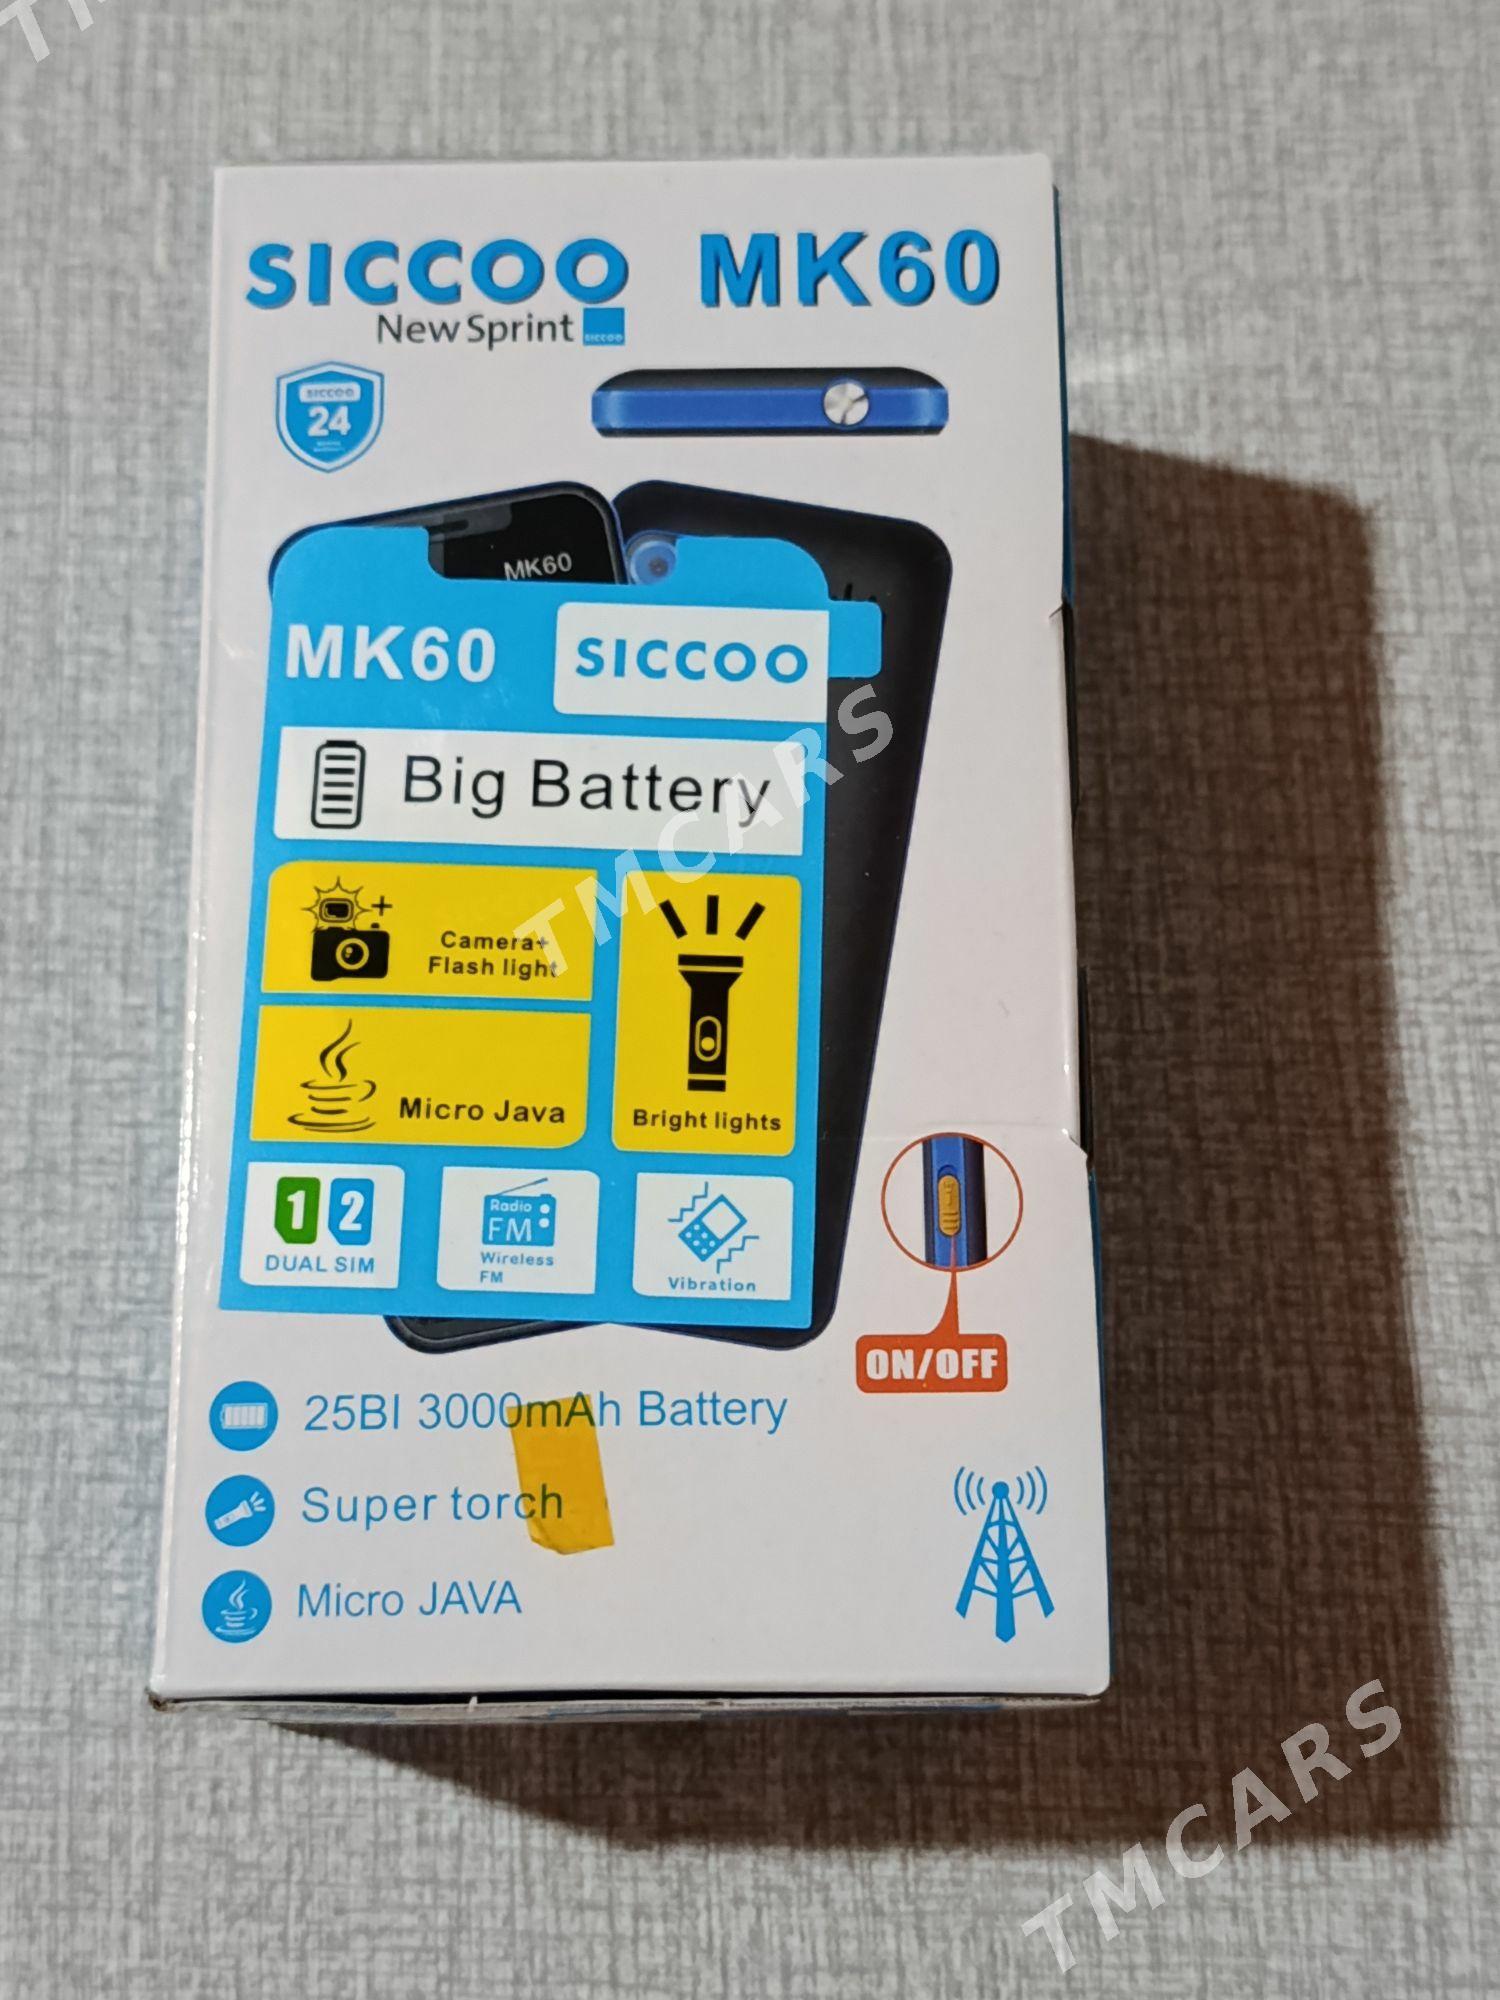 SICCOO MK60
New Sprint SICCOO
SICCOO
24
MK60
MK60 SICCOO
Big Battery
Camera+
Flash light
Micro Java
Bright lights
1 2
DUAL SIM
Radio
FM
Wireless
FM
Vibration
ON/OFF
25BI 3000mAh Battery
Super torch
Micro JAVA
TMCARS
TMCARS